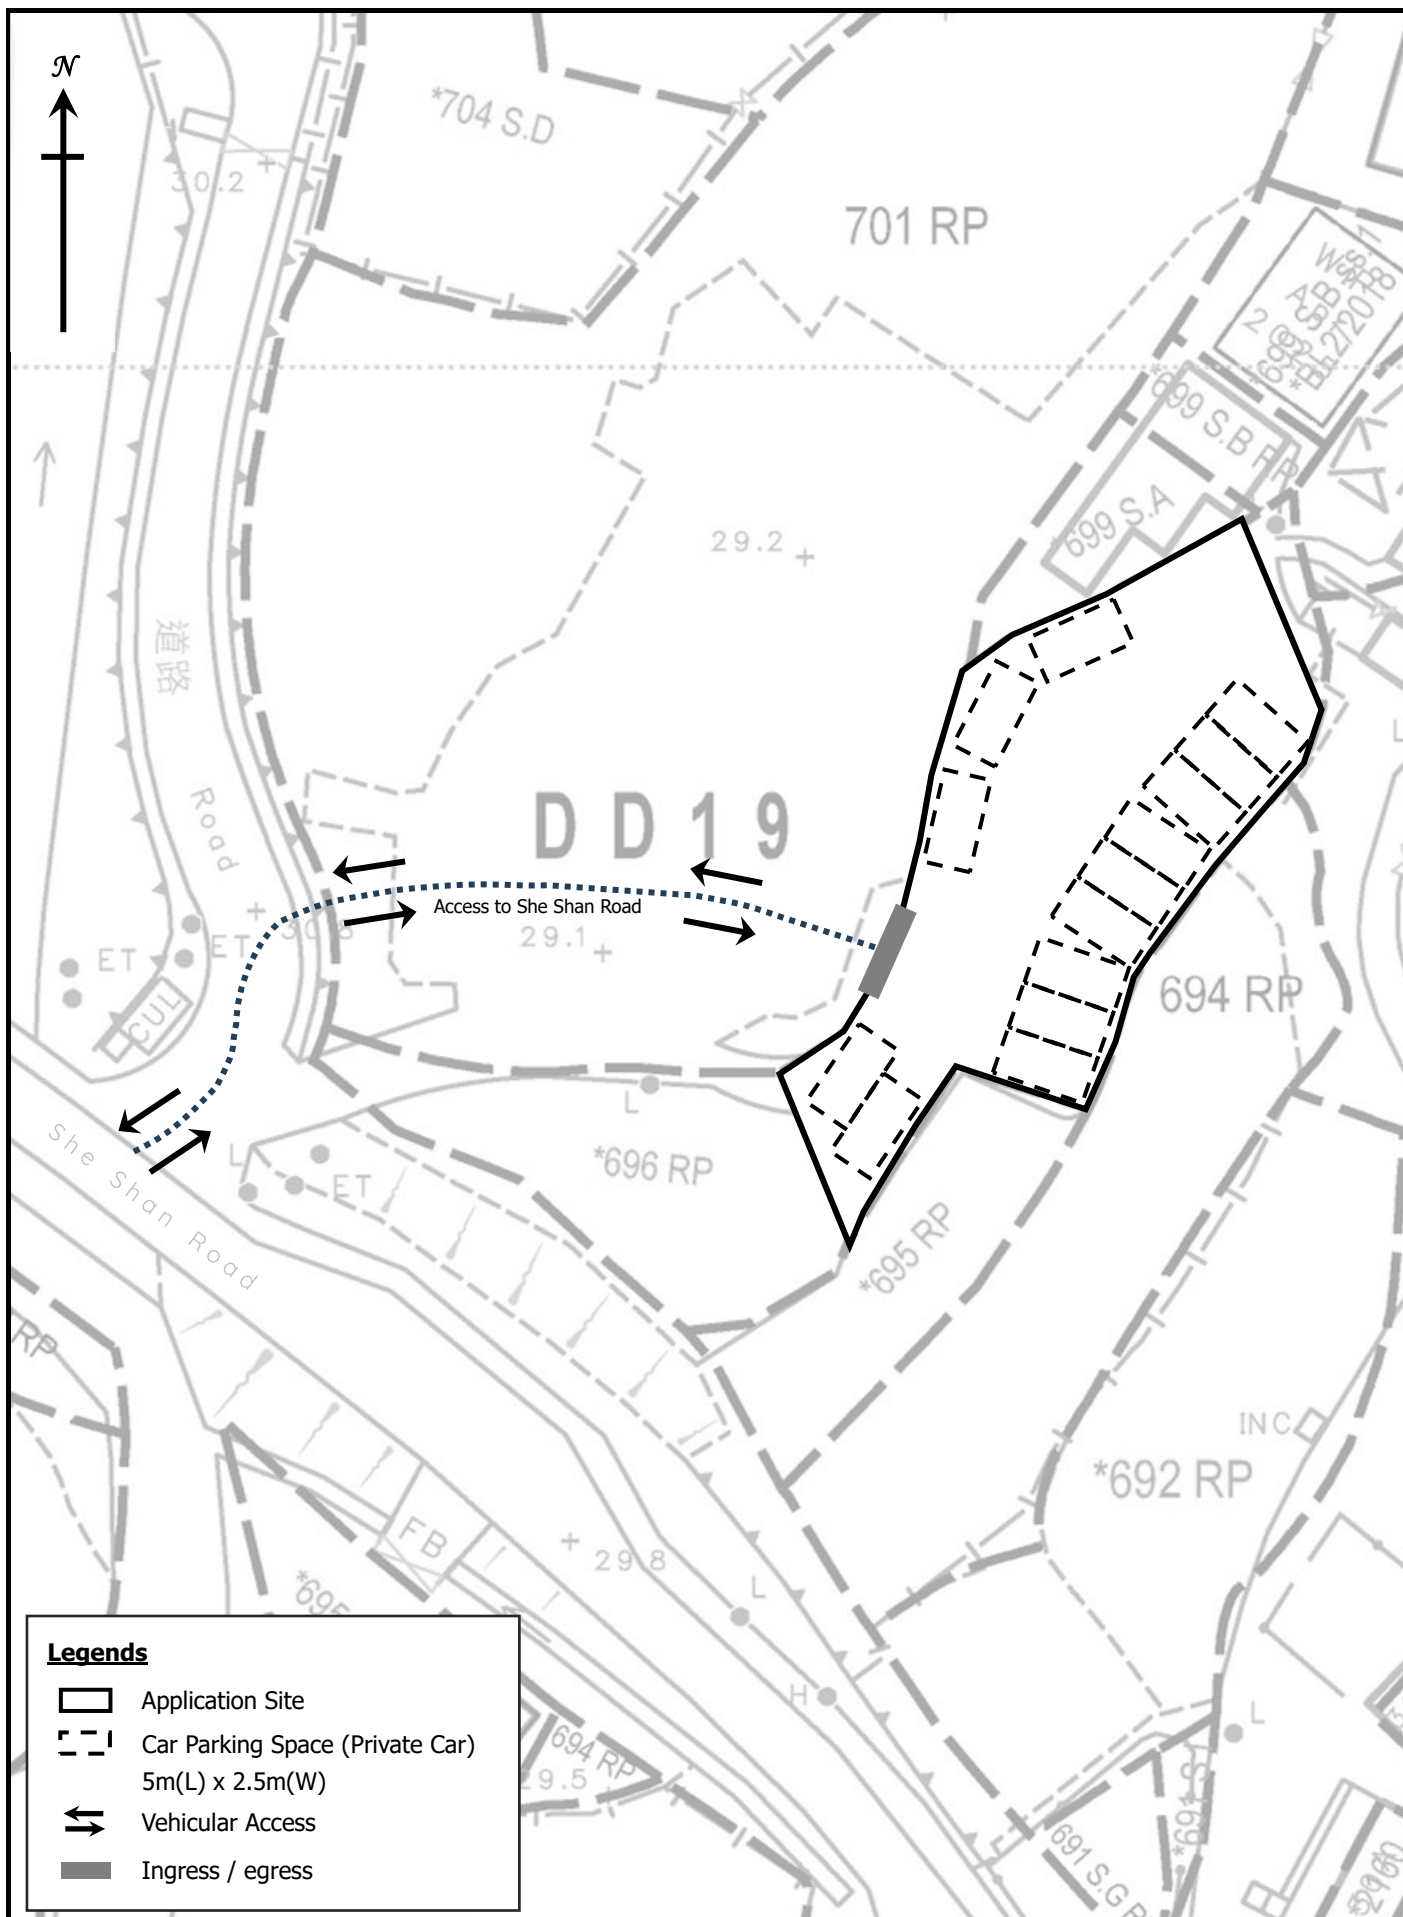 N
*704 S.D
30.2
701 RP
*699 S.B RP
*699 S.A
29.2
道路
Road
DD19
Access to She Shan Road
29.1
ET
ET
CUL
694 RP
L
L
ET
*696 RP
She Shan Road
*695 RP
RP
INC
*692 RP
FB
29.8
L
H
L
694 RP
29.5
691 S.G R
Legends
Application Site
Car Parking Space (Private Car)
5m(L) x 2.5m(W)
Vehicular Access
Ingress / egress